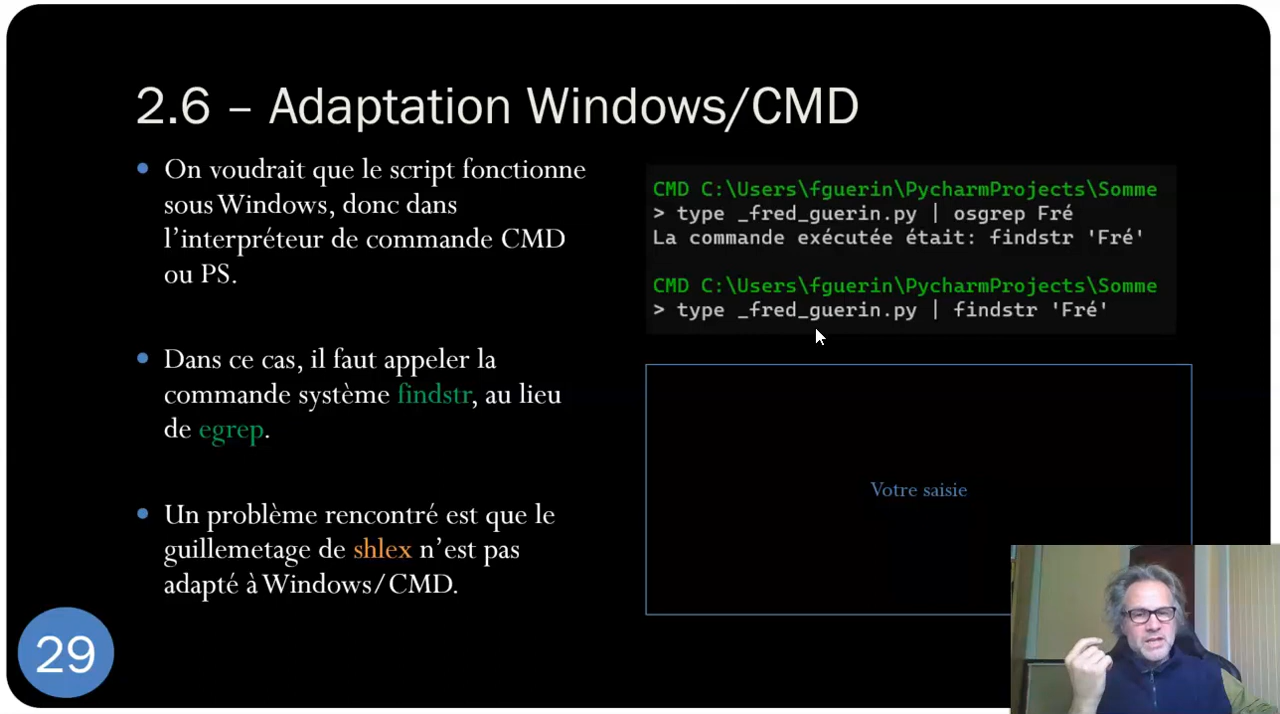 2.6 – Adaptation Windows/CMD
On voudrait que le script fonctionne
sous Windows, donc dans
l’interpréteur de commande CMD
ou PS.
Dans ce cas, il faut appeler la
commande système findstr, au lieu
de egrep.
Un problème rencontré est que le
guillemetage de shlex n’est pas
adapté à Windows/CMD.
CMD C:\Users\fguerin\PycharmProjects\Somme
> type _fred_guerin.py | osgrep Fré
La commande exécutée était: findstr 'Fré'
CMD C:\Users\fguerin\PycharmProjects\Somme
> type _fred_guerin.py | findstr 'Fré'
Votre saisie
29